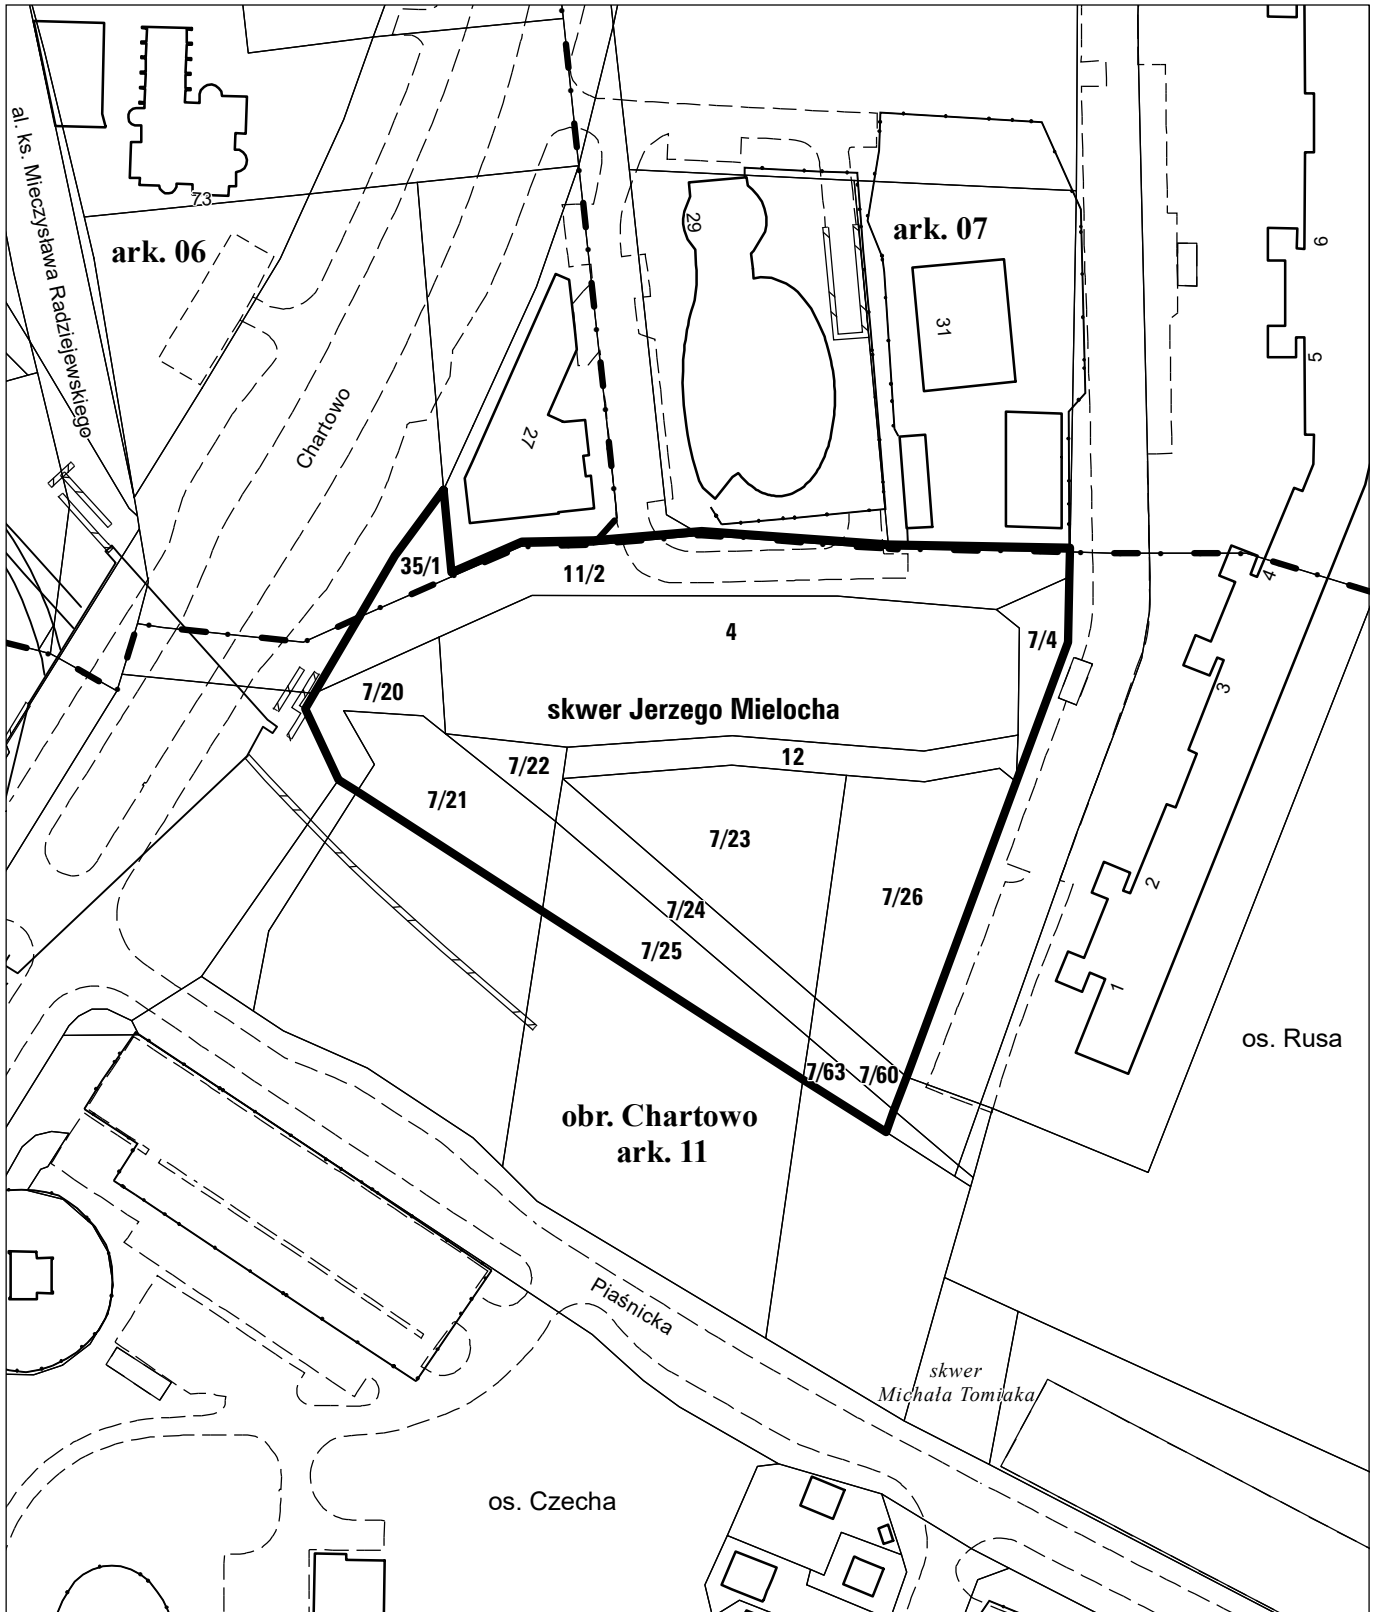 73
al. ks. Mieczysława Radziejewskiego
ark. 06
Chartowo
27
29
ark. 07
31
6
5
4
3
2
1
35/1
11/2
4
7/4
7/20
skwer Jerzego Mielocha
7/22
12
7/21
7/23
7/26
7/24
7/25
7/63
7/60
os. Rusa
obr. Chartowo
ark. 11
Piaśnicka
skwer
Michała Tomiaka
os. Czecha